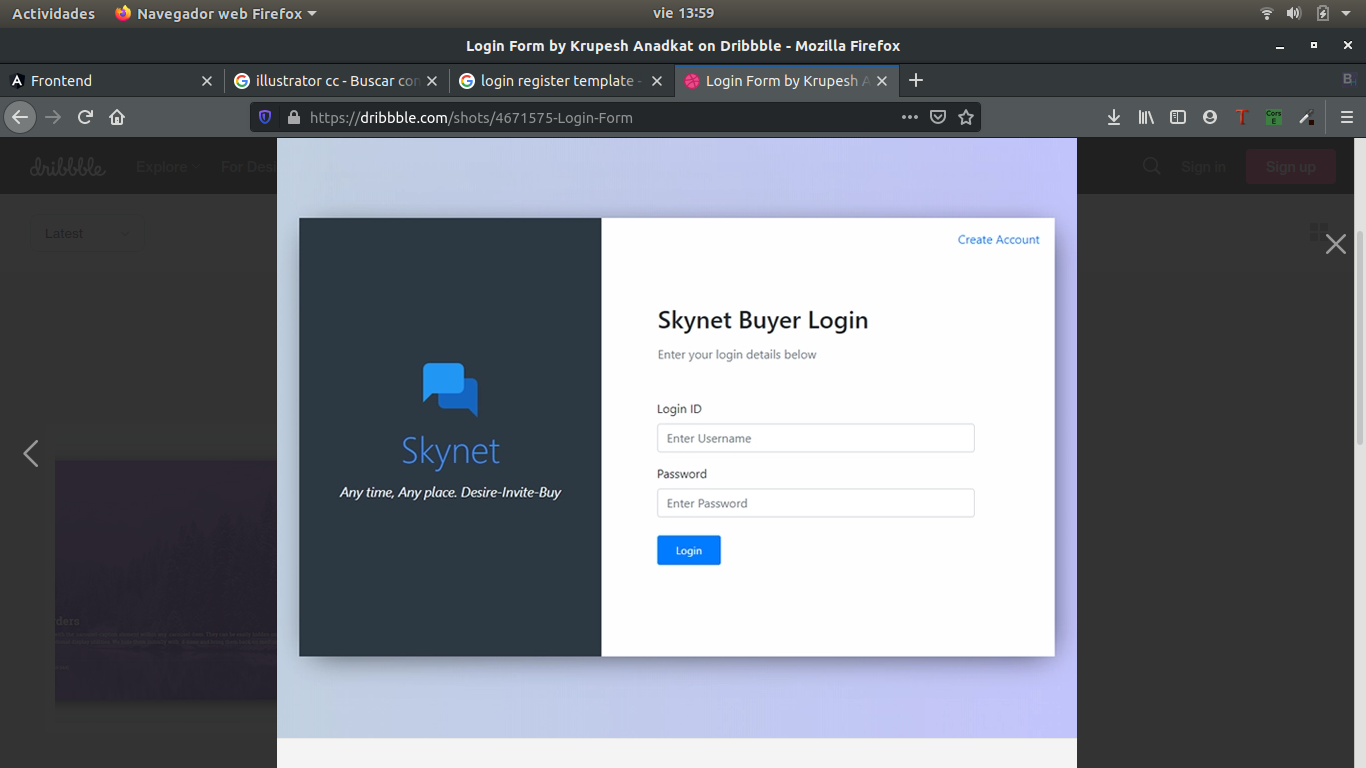 Actividades
Navegador web Firefox
vie 13:59
Login Form by Krupesh Anadkat on Dribbble - Mozilla Firefox
Frontend
illustrator cc - Buscar con
login register template -
Login Form by Krupesh A
https://dribbble.com/shots/4671575-Login-Form
Cors
E
dribbble
Explore
For Desi
Sign in
Sign up
Latest
Create Account
Skynet Buyer Login
Enter your login details below
Login ID
Enter Username
Password
Enter Password
Login
Skynet
Any time, Any place. Desire-Invite-Buy
ders